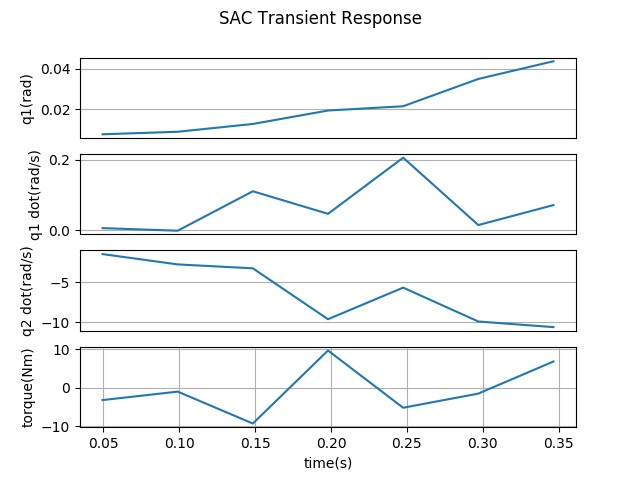 SAC Transient Response
0.04
0.02
q1(rad)
0.2
0.0
q1 dot(rad/s)
−5
−10
q2 dot(rad/s)
10
0
−10
torque(Nm)
0.05 0.10 0.15 0.20 0.25 0.30 0.35
time(s)